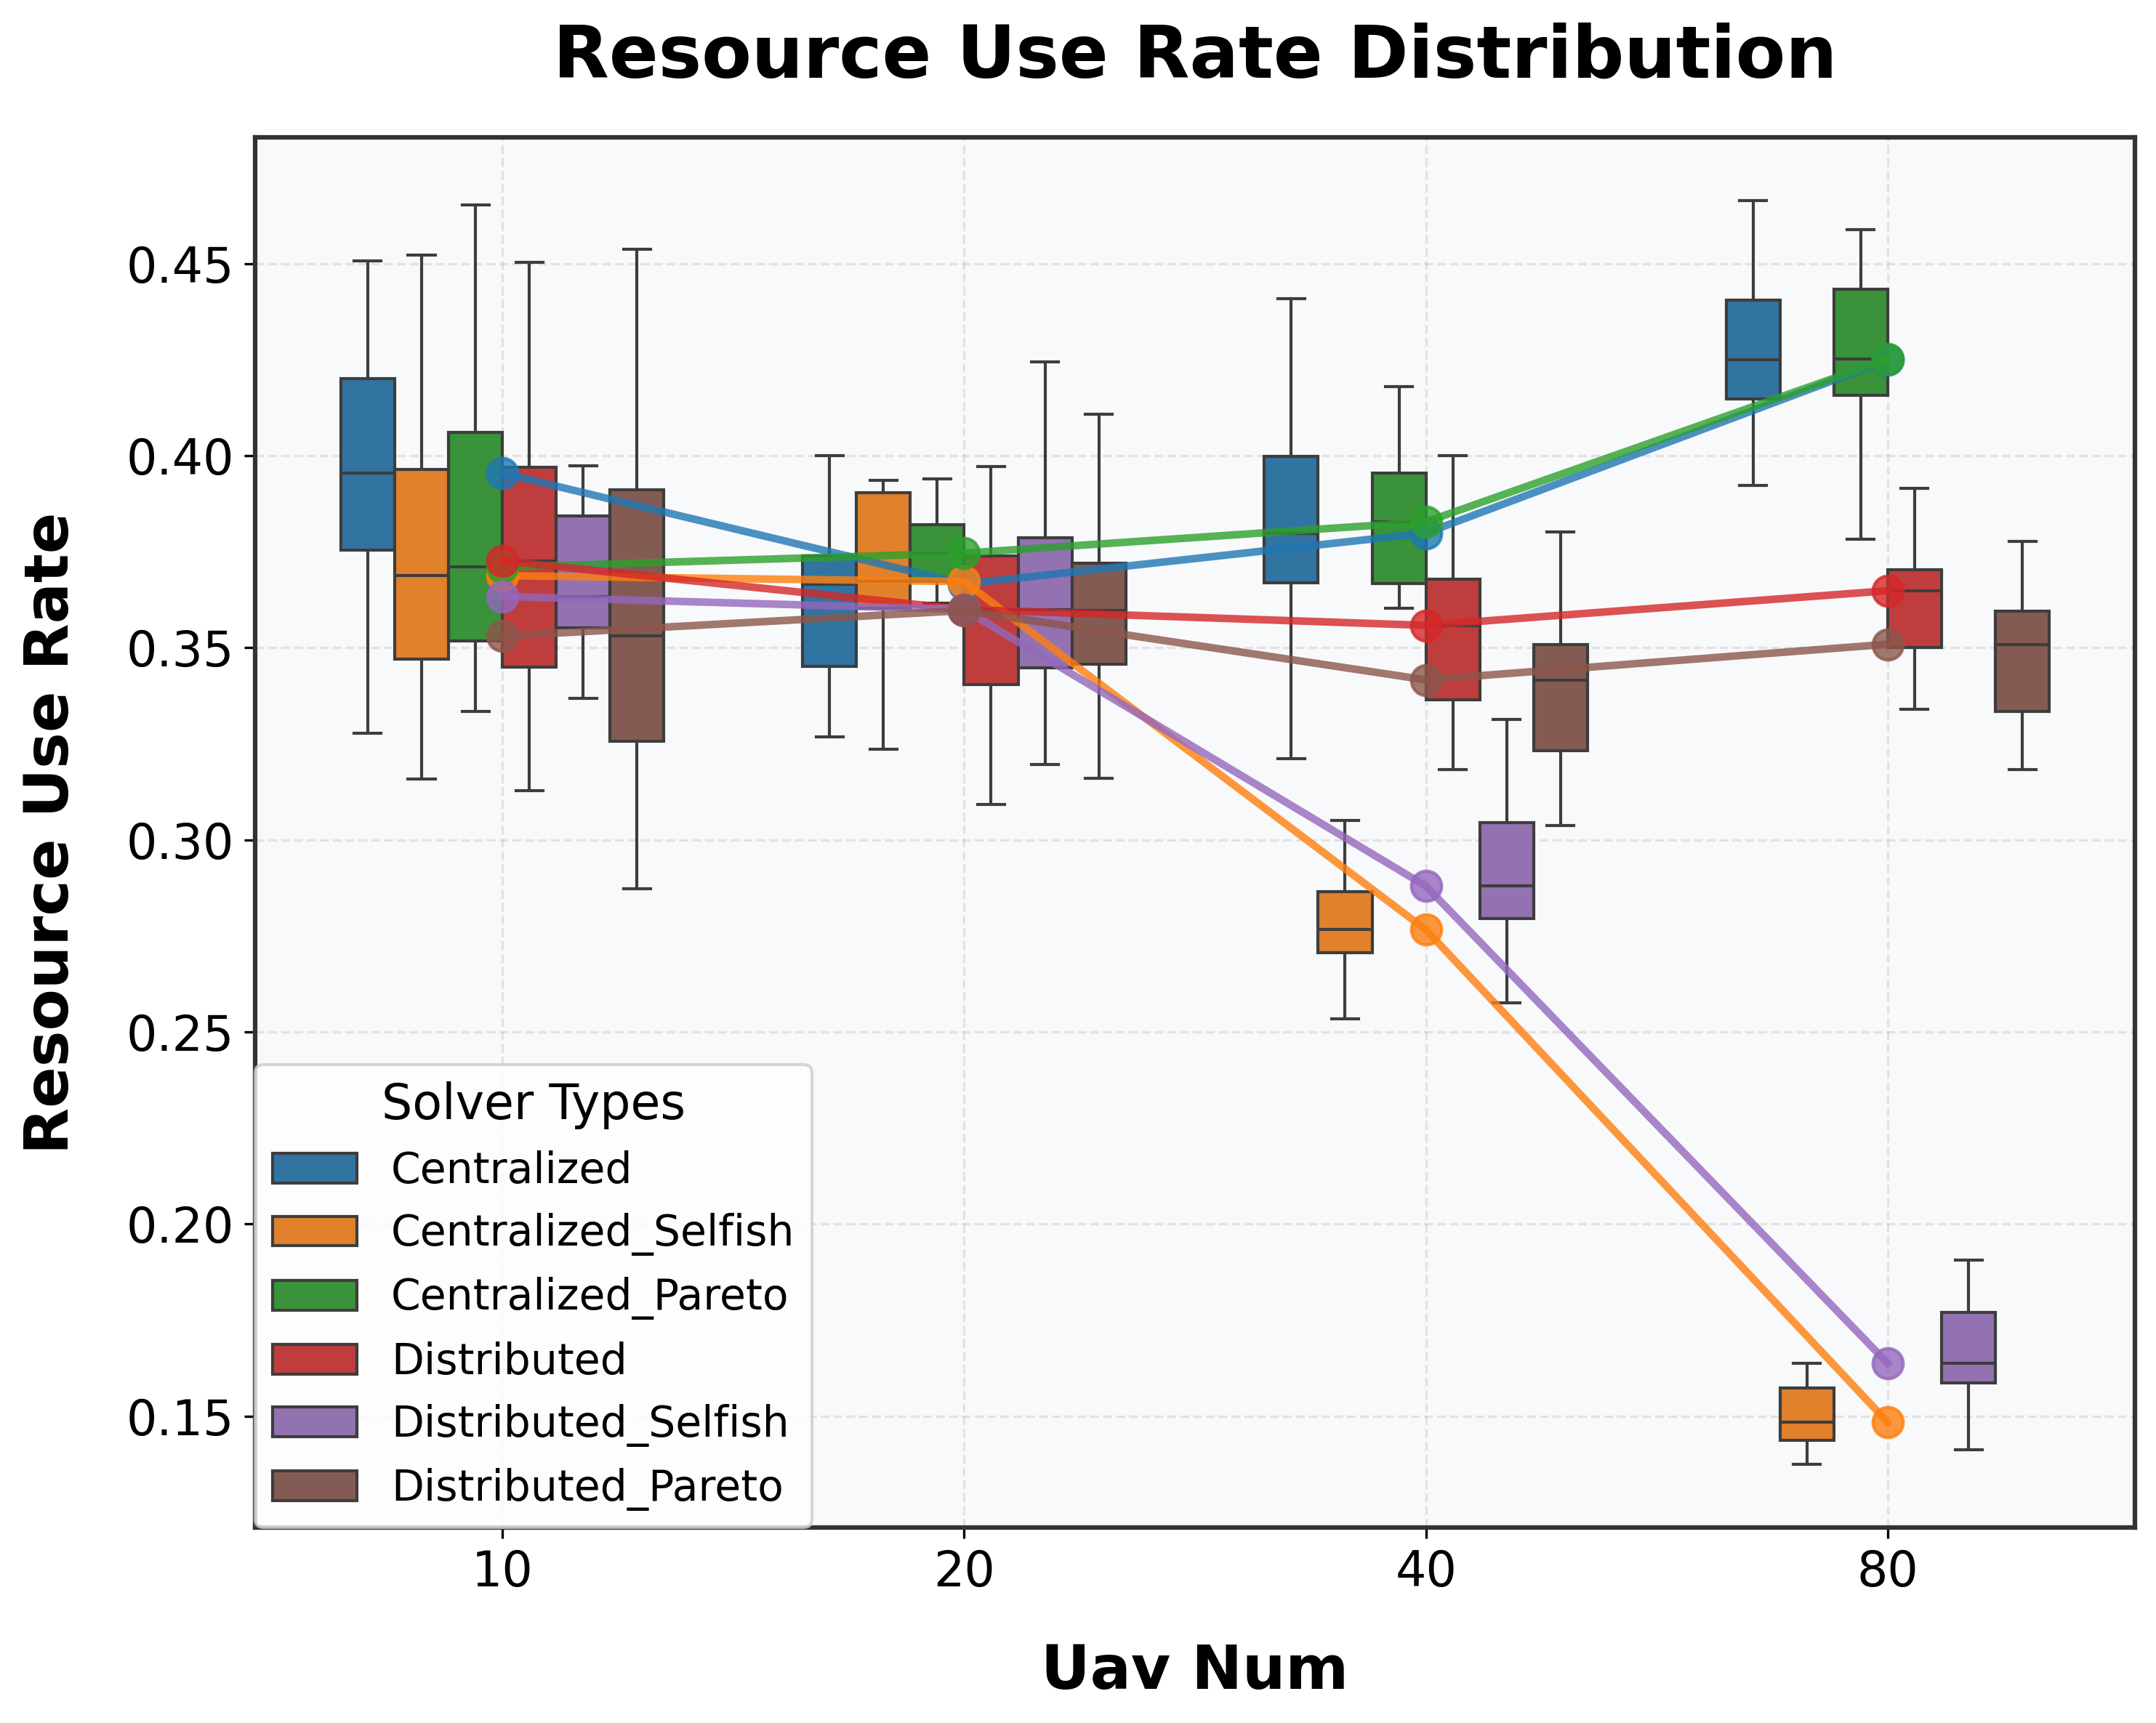 Resource Use Rate Distribution
Resource Use Rate
0.45
0.40
0.35
0.30
0.25
0.20
0.15
Solver Types
Centralized
Centralized_Selfish
Centralized_Pareto
Distributed
Distributed_Selfish
Distributed_Pareto
10 20 40 80
Uav Num